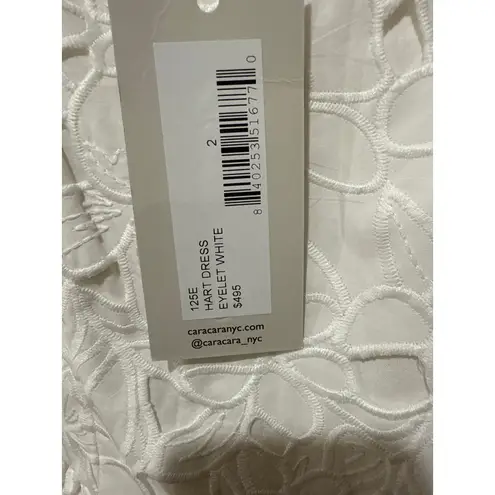 125E
HART DRESS
EYELET WHITE
$495
2
8 40253 51677 0
caracaranyc.com
@caracara_nyc